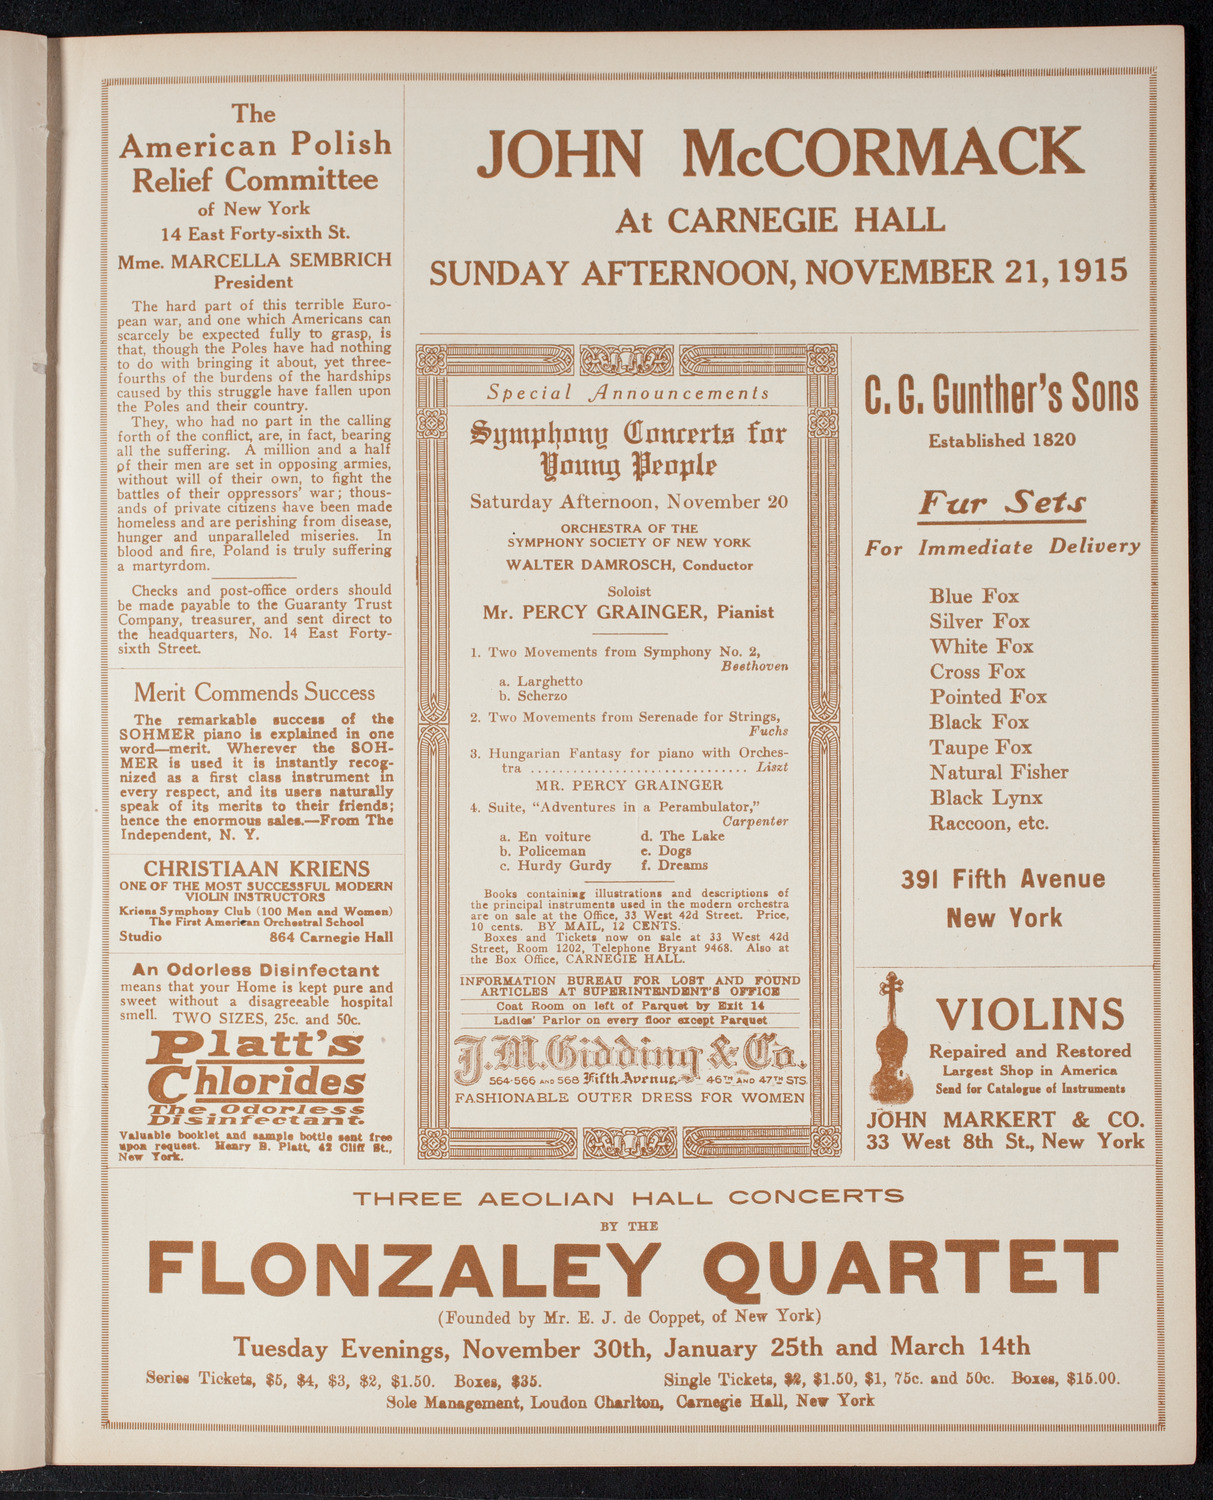 The
American Polish
Relief Committee
of New York
14 East Forty-sixth St.
Mme. MARCELLA SEMBRICH
President
The hard part of this terrible Euro-
pean war, and one which Americans can
scarcely be expected fully to grasp, is
that, though the Poles have had nothing
to do with bringing it about, yet three-
fourths of the burdens of the hardships
caused by this struggle have fallen upon
the Poles and their country.
They, who had no part in the calling
forth of the conflict, are, in fact, bearing
all the suffering. A million and a half
of their men are set in opposing armies,
without will of their own, to fight the
battles of their oppressors' war; thous-
ands of private citizens have been made
homeless and are perishing from disease,
hunger and unparalleled miseries. In
blood and fire, Poland is truly suffering
a martyrdom.
Checks and post-office orders should
be made payable to the Guaranty Trust
Company, treasurer, and sent direct to
the headquarters, No. 14 East Forty-
sixth Street.
Merit Commends Success
The remarkable success of the
SOHMER piano is explained in one
word—merit. Wherever the SOH-
MER is used it is instantly recog-
nized as a first class instrument in
every respect, and its users naturally
speak of its merits to their friends;
hence the enormous sales.—From The
Independent, N. Y.
CHRISTIAAN KRIENS
ONE OF THE MOST SUCCESSFUL MODERN
VIOLIN INSTRUCTORS
Kriens Symphony Club (100 Men and Women)
The First American Orchestral School
Studio 864 Carnegie Hall
An Odorless Disinfectant
means that your Home is kept pure and
sweet without a disagreeable hospital
smell. TWO SIZES, 25c. and 50c.
Platt's
Chlorides
The Odorless
Disinfectant.
Valuable booklet and sample bottle sent free
upon request. Henry B. Platt, 42 Cliff St.,
New York.
JOHN McCORMACK
At CARNEGIE HALL
SUNDAY AFTERNOON, NOVEMBER 21, 1915
Special Announcements
Symphony Concerts for
Young People
Saturday Afternoon, November 20
ORCHESTRA OF THE
SYMPHONY SOCIETY OF NEW YORK
WALTER DAMROSCH, Conductor
Soloist
Mr. PERCY GRAINGER, Pianist
1. Two Movements from Symphony No. 2,
Beethoven
a. Larghetto
b. Scherzo
2. Two Movements from Serenade for Strings,
Fuchs
3. Hungarian Fantasy for piano with Orches-
tra .............................. Liszt
MR. PERCY GRAINGER
4. Suite, "Adventures in a Perambulator,"
Carpenter
a. En voiture d. The Lake
b. Policeman e. Dogs
c. Hurdy Gurdy f. Dreams
Books containing illustrations and descriptions of
the principal instruments used in the modern orchestra
are on sale at the Office, 33 West 42d Street. Price,
10 cents. BY MAIL, 12 CENTS.
Boxes and Tickets now on sale at 33 West 42d
Street, Room 1202, Telephone Bryant 9468. Also at
the Box Office, CARNEGIE HALL.
INFORMATION BUREAU FOR LOST AND FOUND
ARTICLES AT SUPERINTENDENT'S OFFICE
Coat Room on left of Parquet by Exit 14
Ladies' Parlor on every floor except Parquet
J. M. Gidding & Co.
564-566 AND 568 Fifth Avenue 46TH AND 47TH STS.
FASHIONABLE OUTER DRESS FOR WOMEN
C. G. Gunther's Sons
Established 1820
Fur Sets
For Immediate Delivery
Blue Fox
Silver Fox
White Fox
Cross Fox
Pointed Fox
Black Fox
Taupe Fox
Natural Fisher
Black Lynx
Raccoon, etc.
391 Fifth Avenue
New York
VIOLINS
Repaired and Restored
Largest Shop in America
Send for Catalogue of Instruments
JOHN MARKERT & CO.
33 West 8th St., New York
THREE AEOLIAN HALL CONCERTS
BY THE
FLONZALEY QUARTET
(Founded by Mr. E. J. de Coppet, of New York)
Tuesday Evenings, November 30th, January 25th and March 14th
Series Tickets, $5, $4, $3, $2, $1.50. Boxes, $35. Single Tickets, $2, $1.50, $1, 75c. and 50c. Boxes, $15.00.
Sole Management, Loudon Charlton, Carnegie Hall, New York